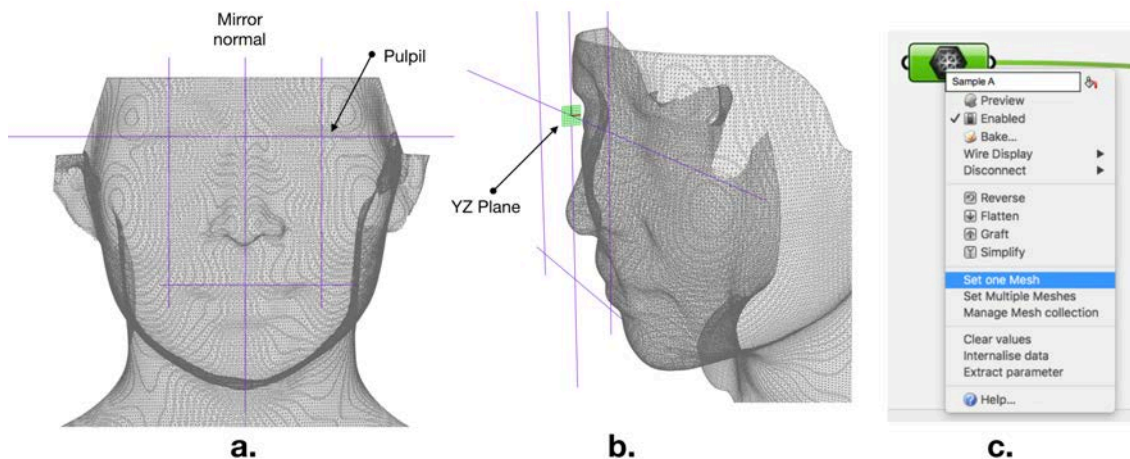 Mirror
normal
Pulpil
YZ Plane
Sample A
Preview
Enabled
Bake...
Wire Display
Disconnect
Reverse
Flatten
Graft
Simplify
Set one Mesh
Set Multiple Meshes
Manage Mesh collection
Clear values
Internalise data
Extract parameter
Help...
a.
b.
c.